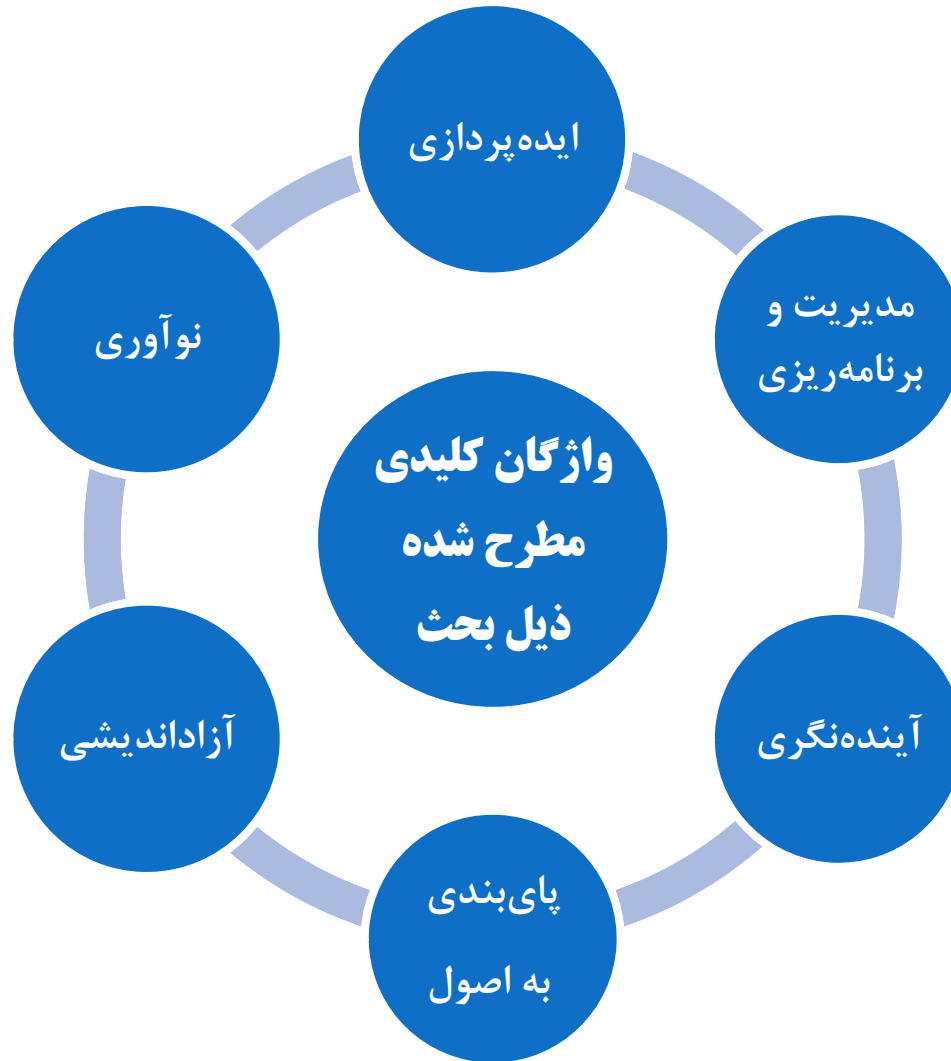 ایده‌پردازی
مدیریت و
برنامه‌ریزی
نوآوری
واژگان کلیدی
مطرح شده
ذیل بحث
آینده‌نگری
آزاداندیشی
پای‌بندی
به اصول